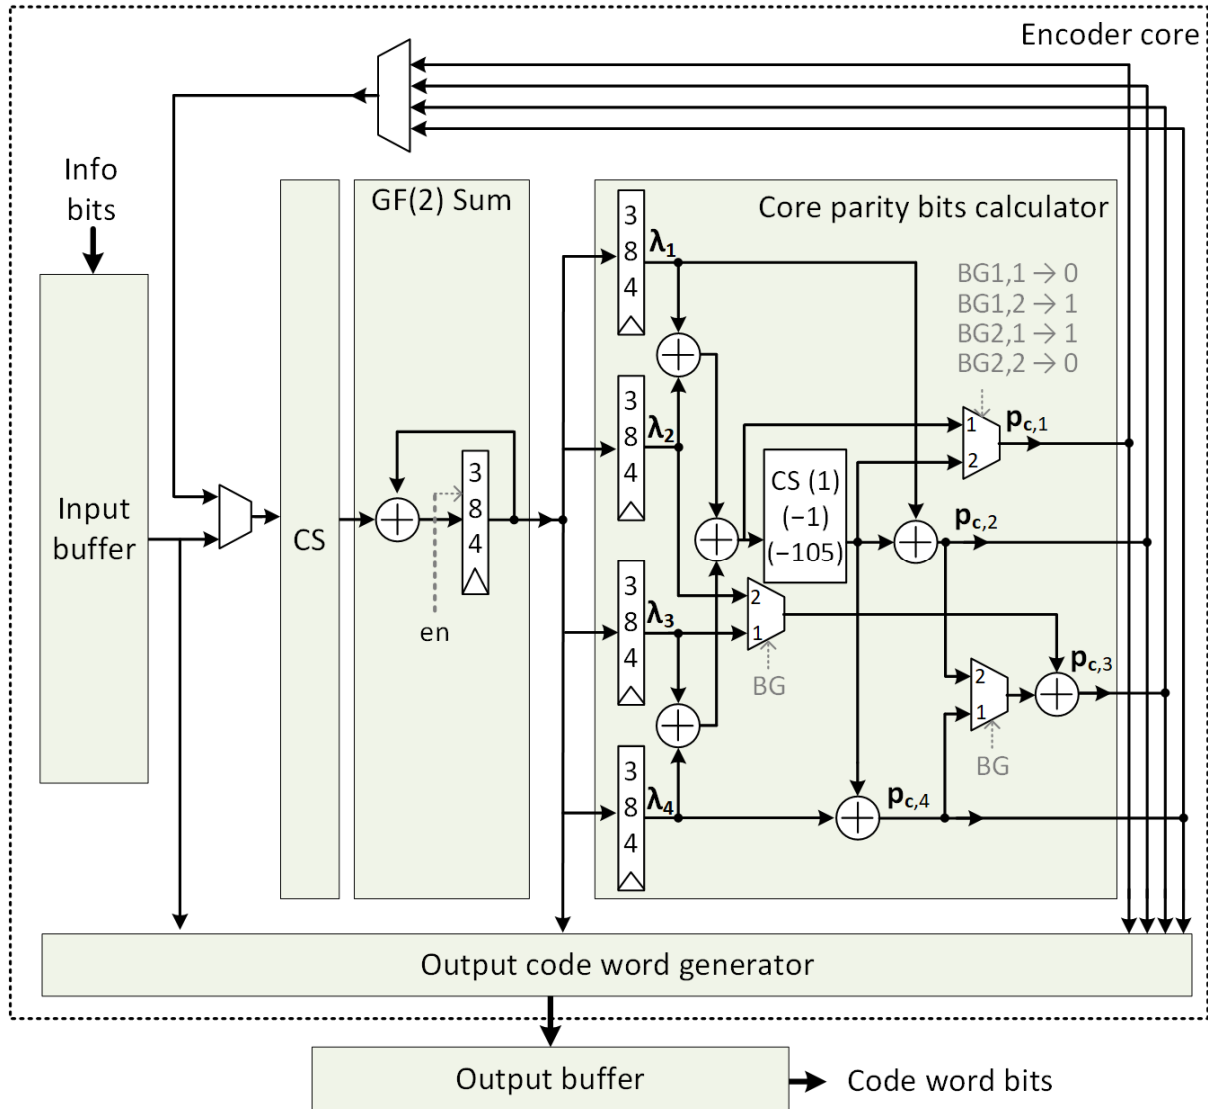 Encoder core
Info
bits
GF(2) Sum
Core parity bits calculator
3
8
4
λ1
BG1,1 → 0
BG1,2 → 1
BG2,1 → 1
BG2,2 → 0
3
8
4
λ2
1
2
pc,1
Input
buffer
CS
3
8
4
en
CS (1)
(−1)
(−105)
pc,2
3
8
4
λ3
2
1
BG
pc,3
2
1
BG
3
8
4
λ4
pc,4
Output code word generator
Output buffer
Code word bits